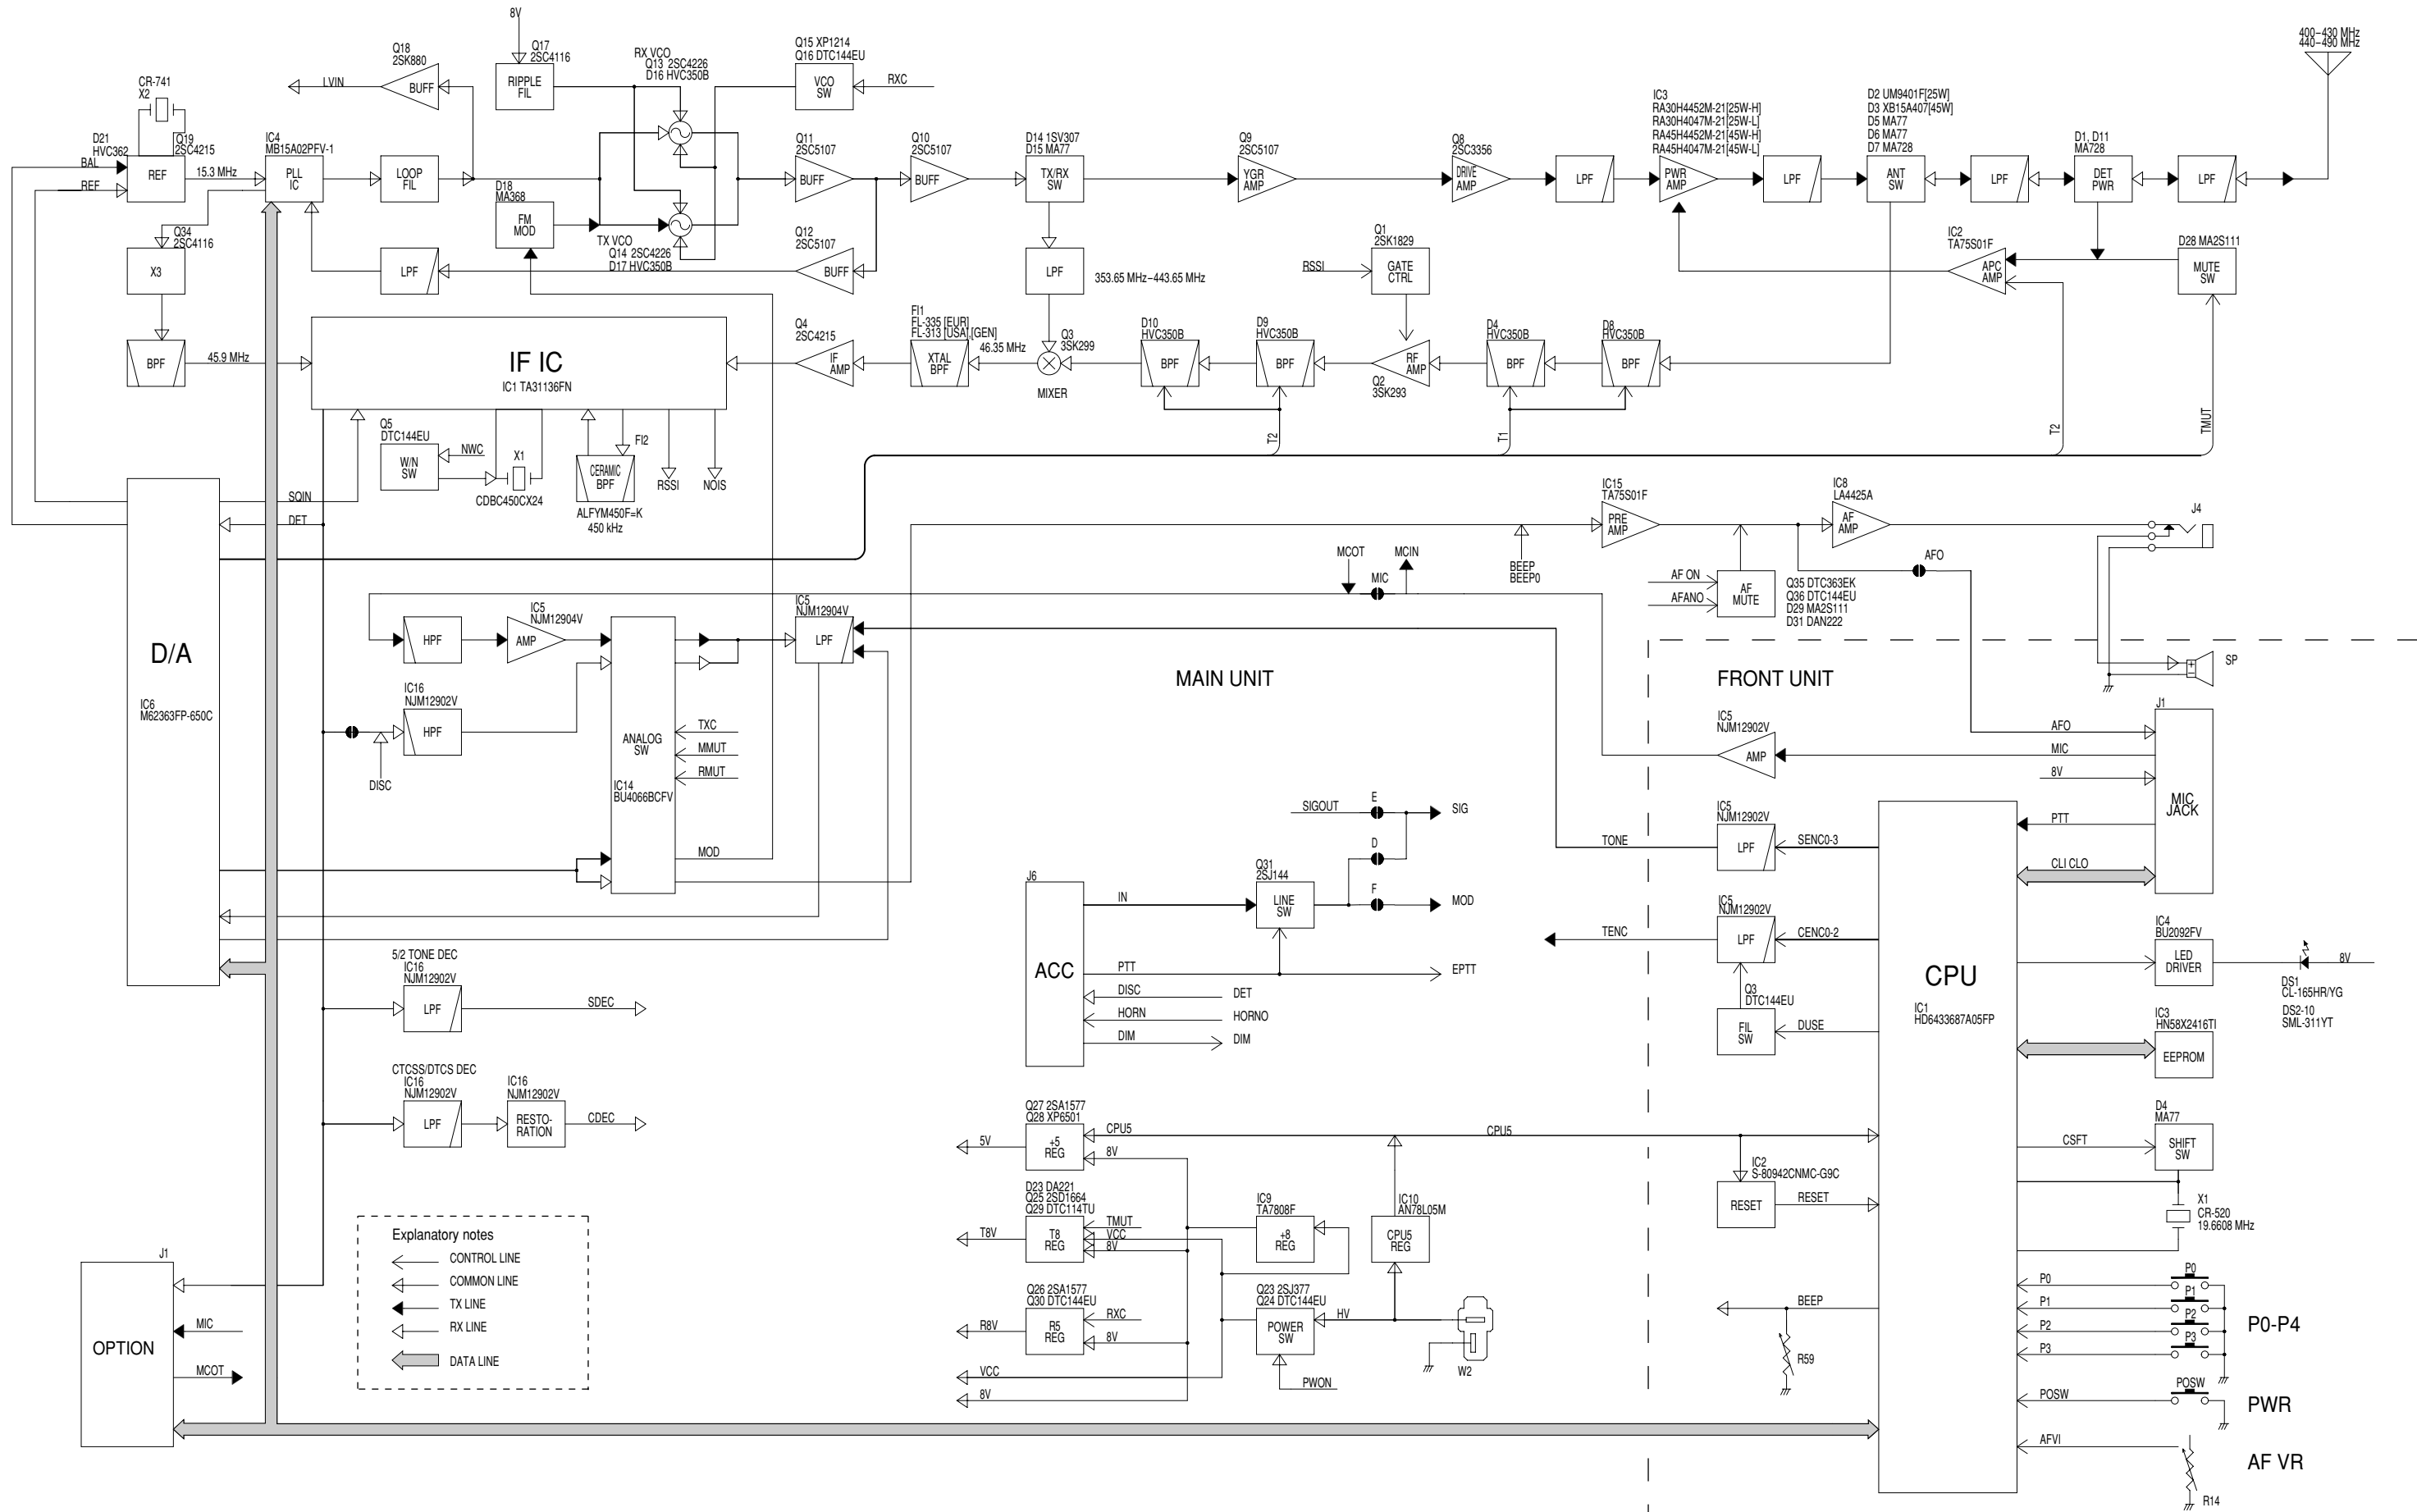 8V
Q18
2SK880
LVIN
BUFF
Q17
2SC4116
RIPPLE
FIL
RX VCO
Q13 2SC4226
D16 HVC350B
Q15 XP1214
Q16 DTC144EU
VCO
SW
RXC
400–430 MHz
440–490 MHz
CR-741
X2
D21
HVC362
BAL
REF
Q19
2SC4215
REF
15.3 MHz
IC4
MB15A02PFV-1
PLL
IC
LOOP
FIL
D18
MA368
FM
MOD
TX VCO
Q14 2SC4226
D17 HVC350B
Q11
2SC5107
BUFF
Q10
2SC5107
BUFF
D14 1SV307
D15 MA77
TX/RX
SW
Q9
2SC5107
YGR
AMP
Q8
2SC3356
DRIVE
AMP
LPF
IC3
RA30H4452M-21[25W-H]
RA30H4047M-21[25W-L]
RA45H4452M-21[45W-H]
RA45H4047M-21[45W-L]
PWR
AMP
LPF
D2 UM9401F[25W]
D3 XB15A407[45W]
D5 MA77
D6 MA77
D7 MA728
ANT
SW
LPF
D1, D11
MA728
DET
PWR
LPF
Q34
2SC4116
X3
LPF
Q12
2SC5107
BUFF
LPF
353.65 MHz–443.65 MHz
Q1
2SK1829
RSSI
GATE
CTRL
IC2
TA75S01F
APC
AMP
D28 MA2S111
MUTE
SW
BPF
45.9 MHz
IF IC
IC1 TA31136FN
Q4
2SC4215
IF
AMP
FI1
FL-335 [EUR]
FL-313 [USA],[GEN]
XTAL
BPF
46.35 MHz
Q3
3SK299
MIXER
D10
HVC350B
BPF
D9
HVC350B
BPF
RF
AMP
Q2
3SK293
D4
HVC350B
BPF
D8
HVC350B
BPF
T2
T1
T2
TMUT
Q5
DTC144EU
W/N
SW
NWC
X1
CDBC450CX24
FI2
CERAMIC
BPF
ALFYM450F=K
450 kHz
RSSI
NOIS
SQIN
DET
D/A
IC6
M62363FP-650C
IC15
TA75S01F
PRE
AMP
IC8
LA4425A
AF
AMP
J4
BEEP
BEEP0
AF ON
AFANO
AF
MUTE
Q35 DTC363EK
Q36 DTC144EU
D29 MA2S111
D31 DAN222
AFO
MCOT
MIC
MCIN
HPF
IC5
NJM12904V
AMP
IC5
NJM12904V
LPF
IC16
NJM12902V
HPF
DISC
ANALOG
SW
IC14
BU4066BCFV
TXC
MMUT
RMUT
MOD
MAIN UNIT
FRONT UNIT
SP
IC5
NJM12902V
AMP
AFO
MIC
8V
PTT
CLI CLO
J1
MIC
JACK
SIGOUT
E
SIG
D
F
MOD
TONE
IC5
NJM12902V
LPF
SENC0-3
J6
ACC
IN
Q31
2SJ144
LINE
SW
PTT
EPTT
DISC
DET
HORN
HORNO
DIM
DIM
TENC
IC5
NJM12902V
LPF
CENC0-2
Q3
DTC144EU
FIL
SW
DUSE
CPU
IC1
HD6433687A05FP
IC4
BU2092FV
LED
DRIVER
8V
DS1
CL-165HR/YG
DS2-10
SML-311YT
IC3
HN58X2416TI
EEPROM
5/2 TONE DEC
IC16
NJM12902V
LPF
SDEC
CTCSS/DTCS DEC
IC16
NJM12902V
LPF
IC16
NJM12902V
RESTO-
RATION
CDEC
Q27 2SA1577
Q28 XP6501
5V
+5
REG
CPU5
8V
CPU5
IC2
S-80942CNMC-G9C
RESET
RESET
D4
MA77
CSFT
SHIFT
SW
X1
CR-520
19.6608 MHz
D23 DA221
Q25 2SD1664
Q29 DTC114TU
T8V
T8
REG
TMUT
VCC
8V
IC9
TA7808F
+8
REG
IC10
AN78L05M
CPU5
REG
Q26 2SA1577
Q30 DTC144EU
R8V
R5
REG
RXC
8V
Q23 2SJ377
Q24 DTC144EU
POWER
SW
HV
W2
VCC
8V
PWON
BEEP
R59
P0
P0
P1
P1
P2
P2
P3
P3
P0-P4
POSW
POSW
PWR
AFVI
AF VR
R14
Explanatory notes
CONTROL LINE
COMMON LINE
TX LINE
RX LINE
DATA LINE
J1
OPTION
MIC
MCOT